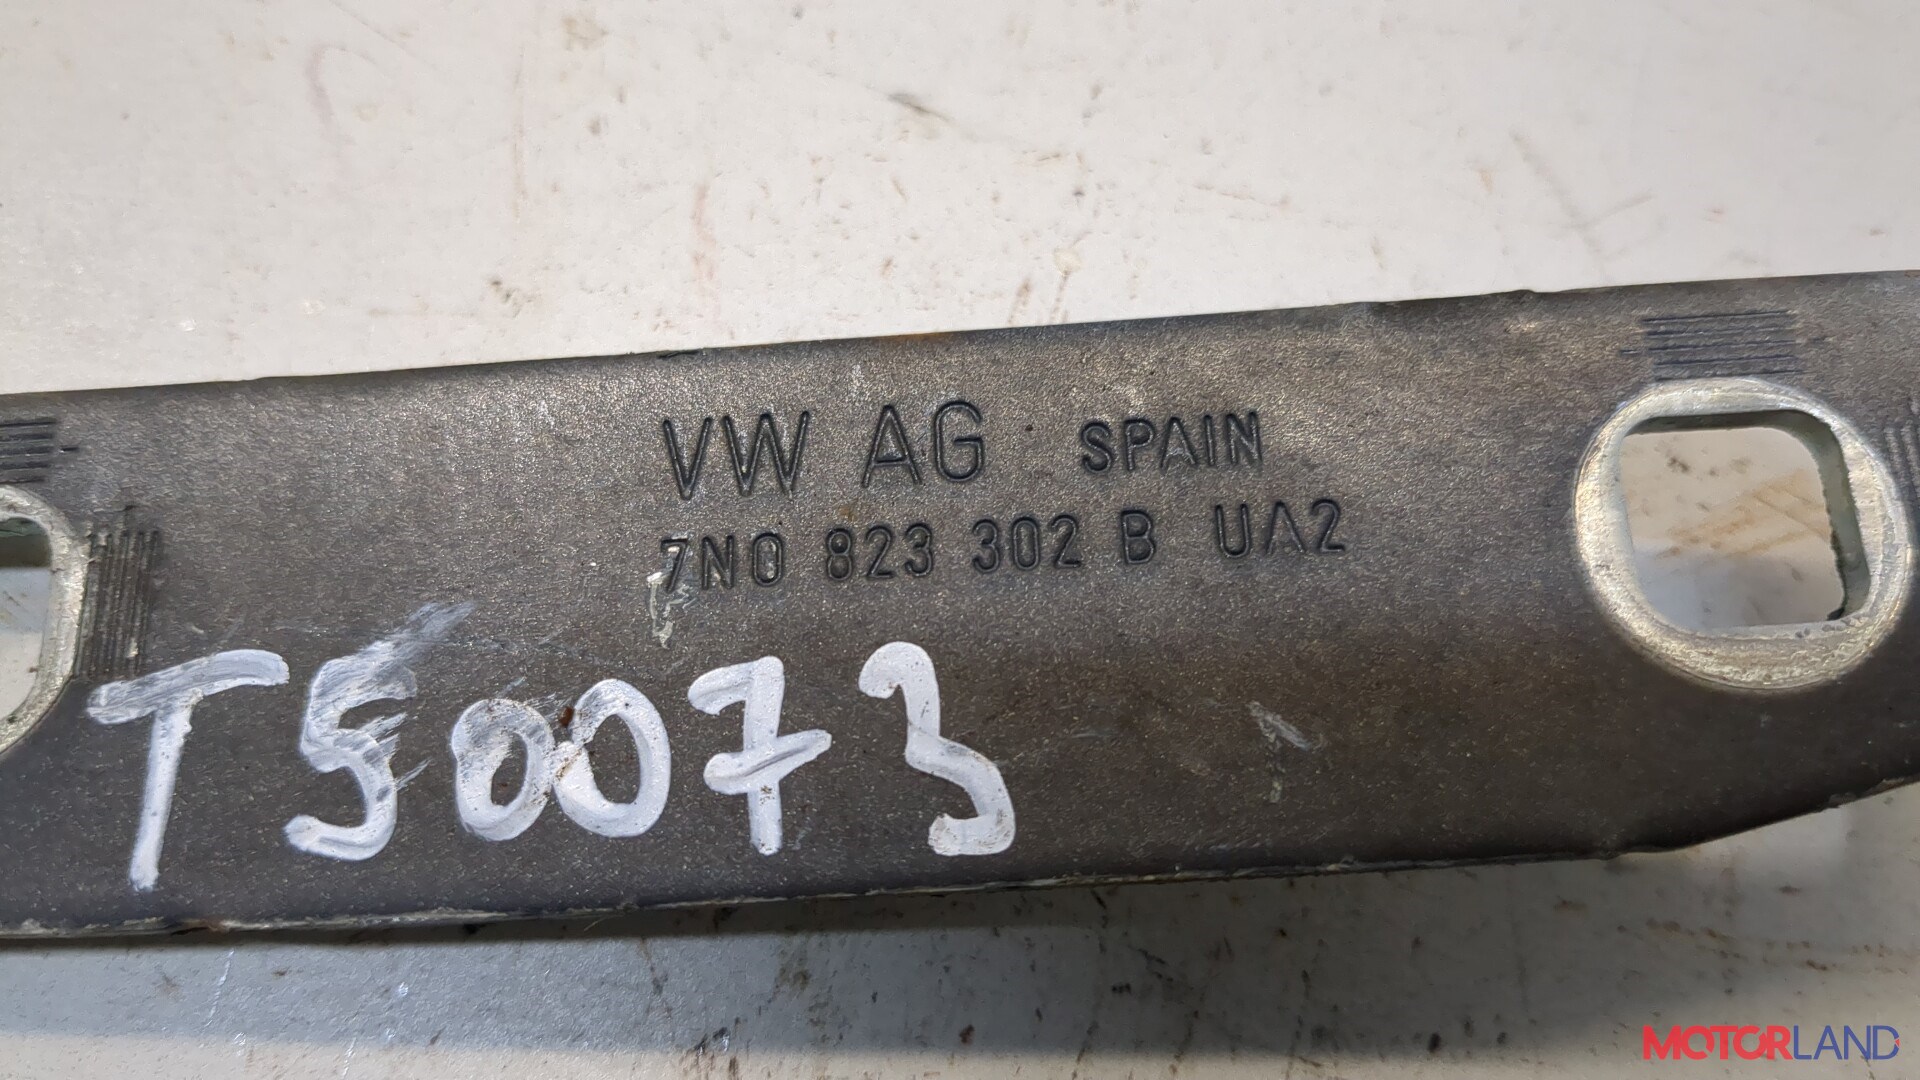 VW AG SPAIN
7N0 823 302 B UA2
T50073
MOTORLAND